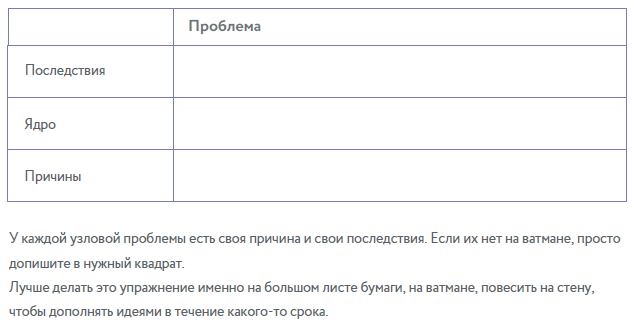 Проблема
Последствия
Ядро
Причины
У каждой узловой проблемы есть своя причина и свои последствия. Если их нет на ватмане, просто
допишите в нужный квадрат.
Лучше делать это упражнение именно на большом листе бумаги, на ватмане, повесить на стену,
чтобы дополнять идеями в течение какого-то срока.